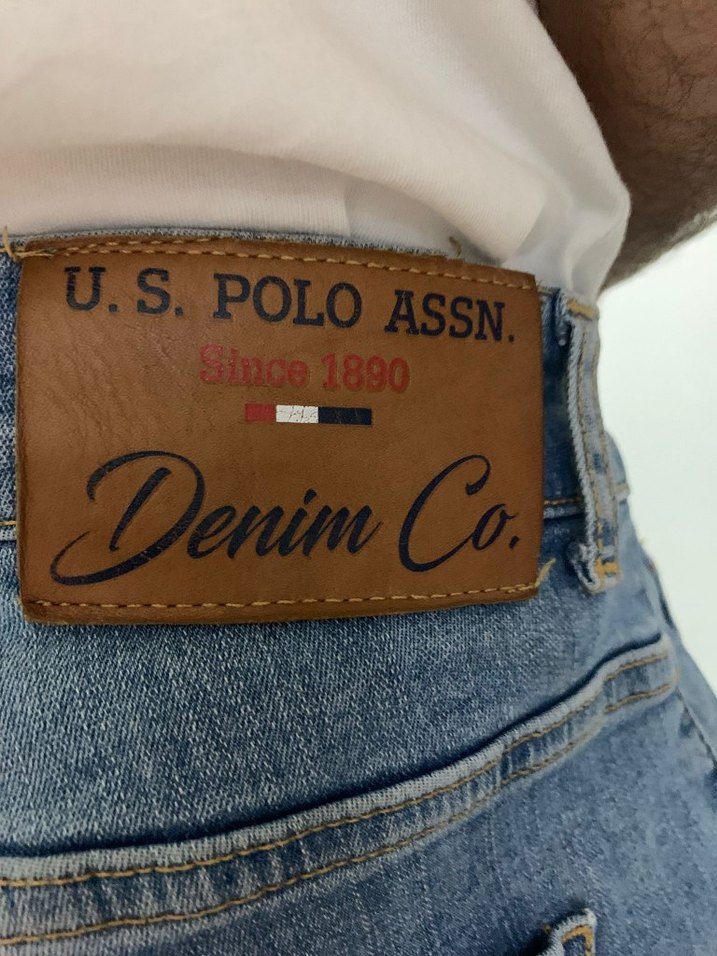 U. S. POLO ASSN.
Since 1890
Denim Co.